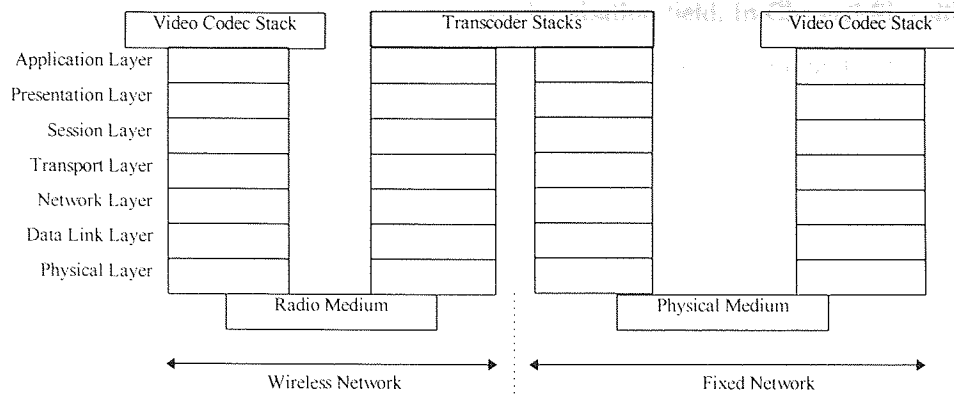 Video Codec Stack
Transcoder Stacks
Video Codec Stack
Application Layer
Presentation Layer
Session Layer
Transport Layer
Network Layer
Data Link Layer
Physical Layer
Radio Medium
Physical Medium
Wireless Network
Fixed Network